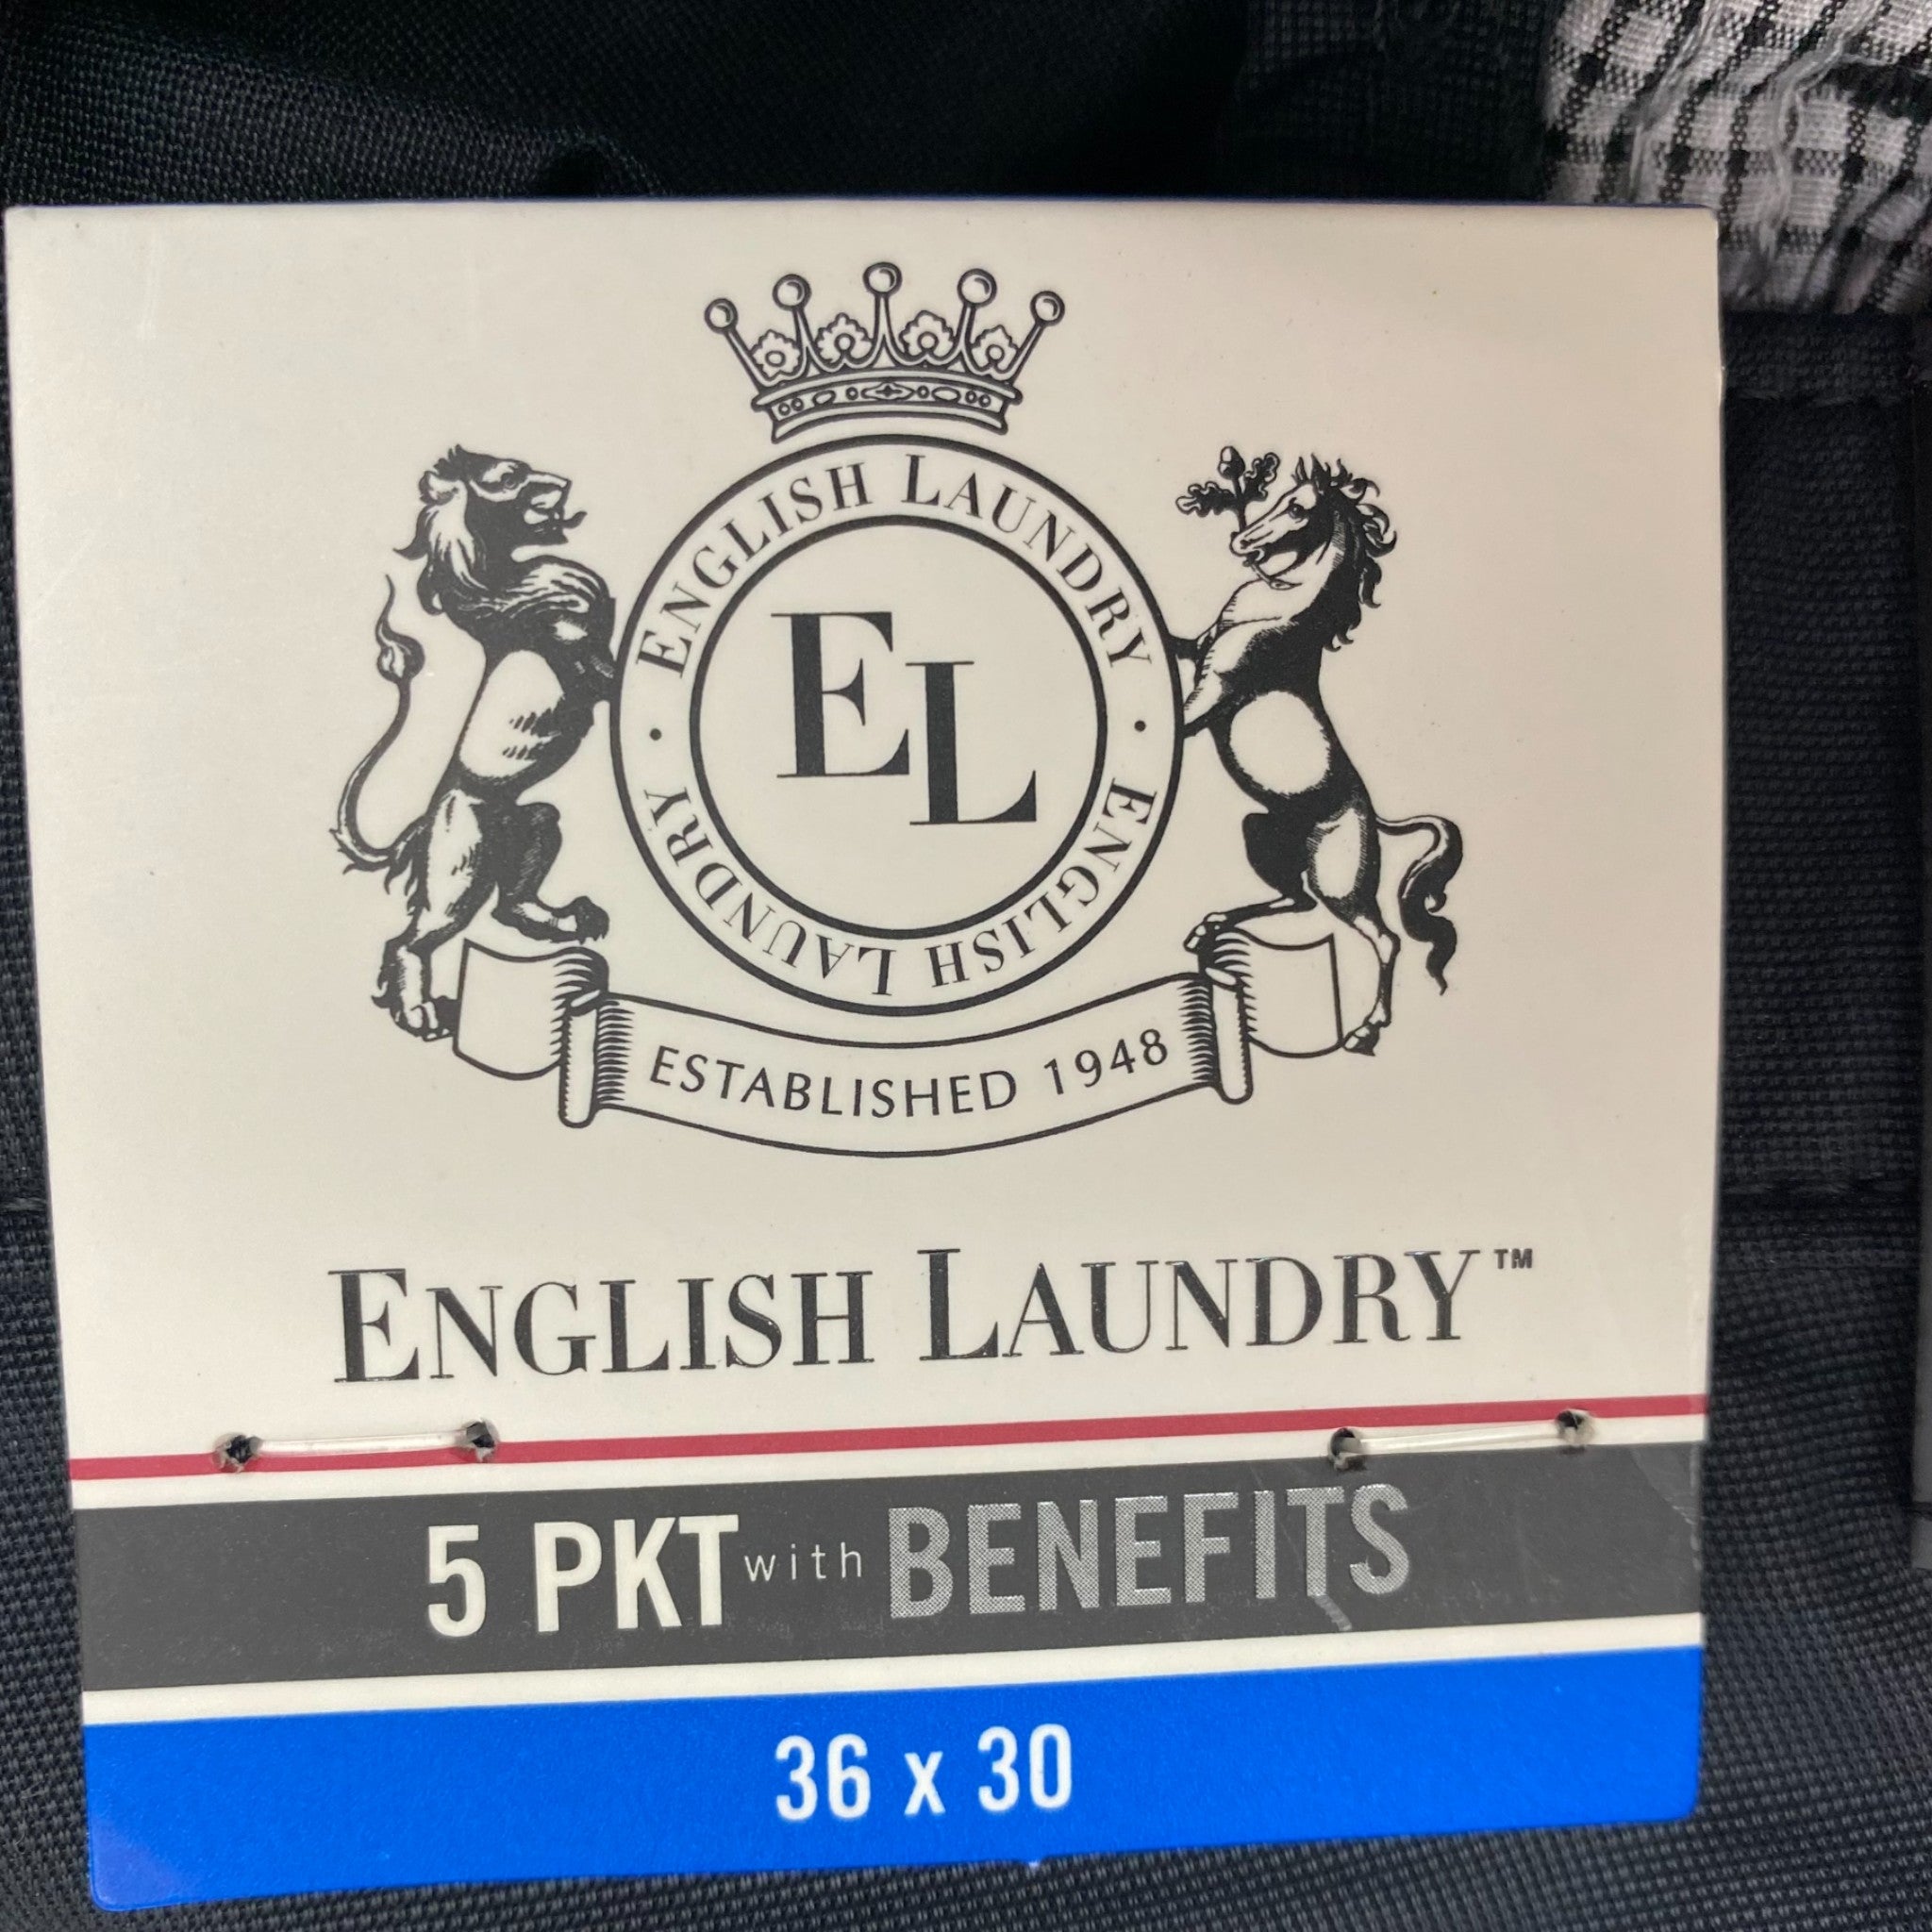 ENGLISH LAUNDRY · ENGLISH LAUNDRY ·
EL
ESTABLISHED 1948
ENGLISH LAUNDRY™
5 PKT with BENEFITS
36 x 30